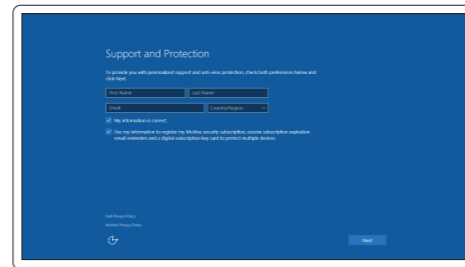 Support and Protection
To provide you with personalized support and anti-virus protection, check both preferences below and
click Next.
First Name Last Name
Email Country/Region
My information is correct.
Use my information to register my McAfee security subscription, receive subscription expiration
email reminders and a digital subscription key card to protect multiple devices.
Dell Privacy Policy
McAfee Privacy Policy
Next